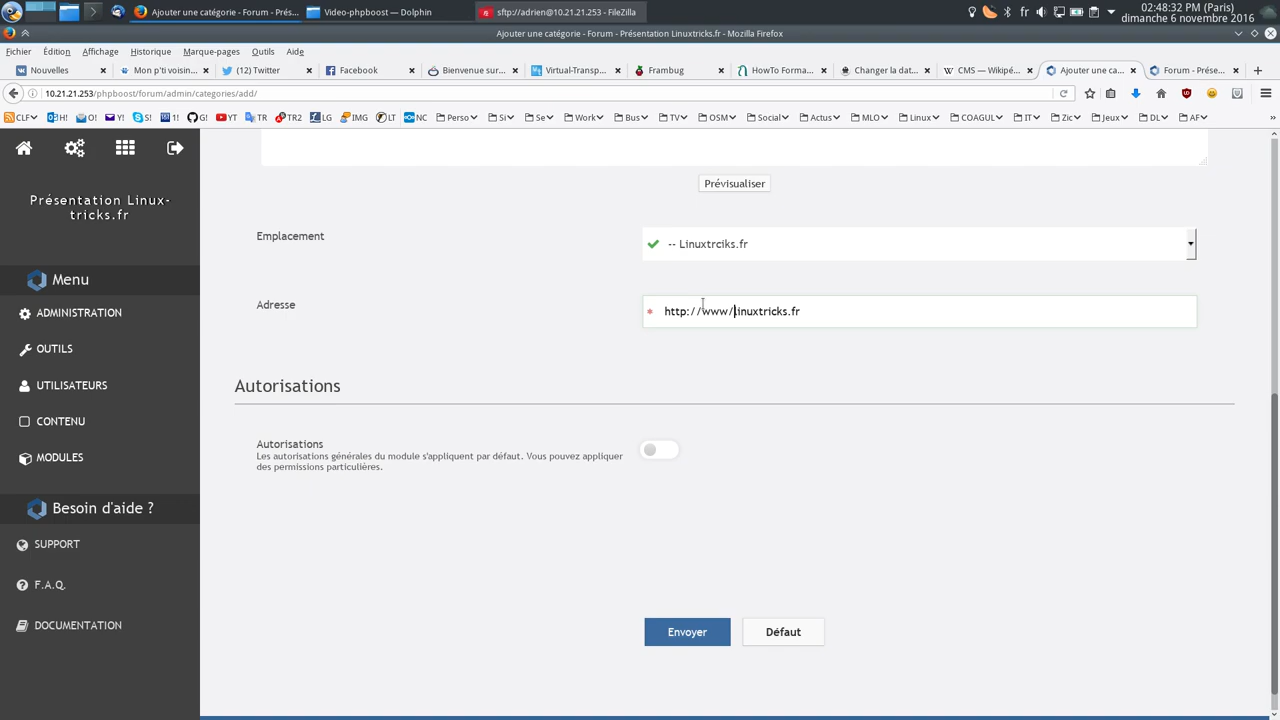 Ajouter une catégorie - Forum - Prés...
Video-phpboost — Dolphin
sftp://adrien@10.21.21.253 - FileZilla
fr
02:48:32 PM (Paris)
dimanche 6 novembre 2016
Ajouter une catégorie - Forum - Présentation Linuxtricks.fr - Mozilla Firefox
Fichier Édition Affichage Historique Marque-pages Outils Aide
Nouvelles
Mon p'ti voisin...
(12) Twitter
Facebook
Bienvenue sur...
Virtual-Transp...
Frambug
HowTo Forma...
Changer la dat...
CMS — Wikipé...
Ajouter une ca...
Forum - Prése...
10.21.21.253/phpboost/forum/admin/categories/add/
CLF H! O! Y! S! 1! G! YT TR TR2 LG IMG LT NC Perso Si Se Work Bus TV OSM Social Actus MLO Linux COAGUL IT Zic Jeux DL AF »
Présentation Linux-
tricks.fr
Menu
ADMINISTRATION
OUTILS
UTILISATEURS
CONTENU
MODULES
Besoin d'aide ?
SUPPORT
F.A.Q.
DOCUMENTATION
Prévisualiser
Emplacement
-- Linuxtrciks.fr
Adresse
* http://www/linuxtricks.fr
Autorisations
Autorisations
Les autorisations générales du module s'appliquent par défaut. Vous pouvez appliquer
des permissions particulières.
Envoyer
Défaut